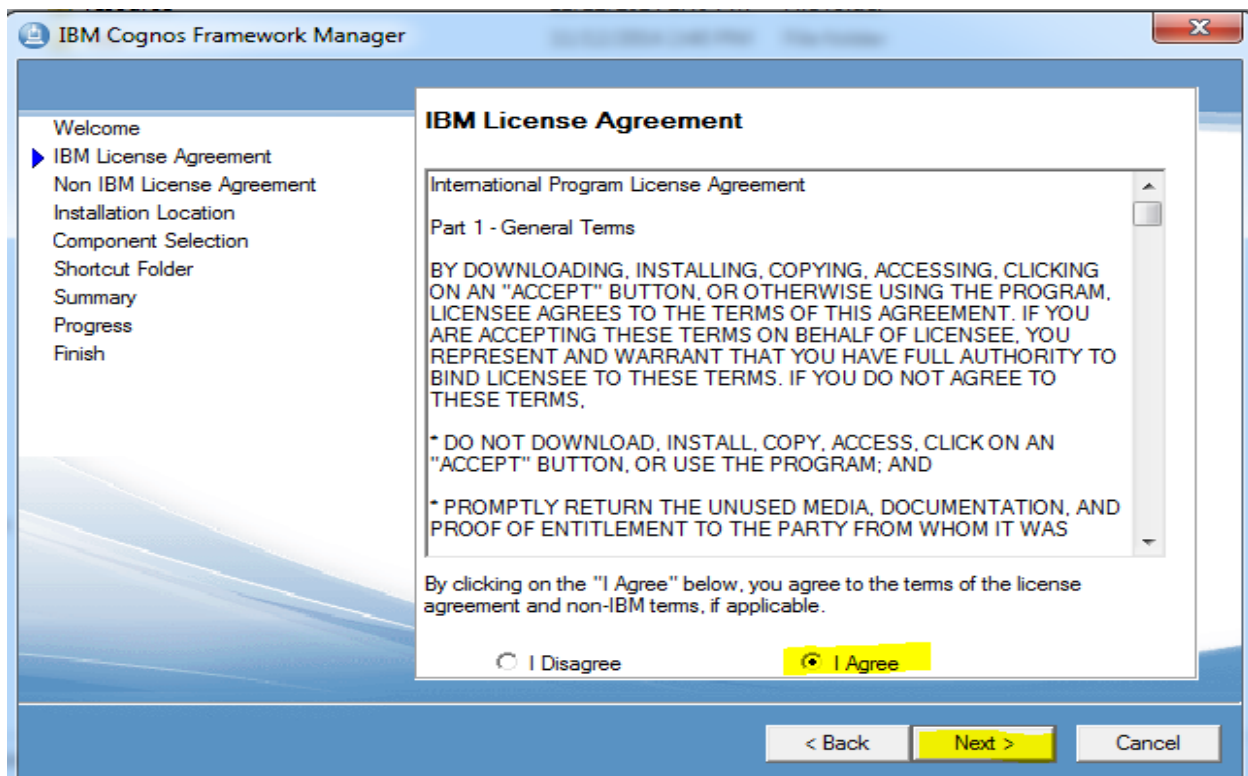 IBM Cognos Framework Manager
Welcome
IBM License Agreement
Non IBM License Agreement
Installation Location
Component Selection
Shortcut Folder
Summary
Progress
Finish
IBM License Agreement
International Program License Agreement
Part 1 - General Terms
BY DOWNLOADING, INSTALLING, COPYING, ACCESSING, CLICKING
ON AN "ACCEPT" BUTTON, OR OTHERWISE USING THE PROGRAM,
LICENSEE AGREES TO THE TERMS OF THIS AGREEMENT. IF YOU
ARE ACCEPTING THESE TERMS ON BEHALF OF LICENSEE, YOU
REPRESENT AND WARRANT THAT YOU HAVE FULL AUTHORITY TO
BIND LICENSEE TO THESE TERMS. IF YOU DO NOT AGREE TO
THESE TERMS,
* DO NOT DOWNLOAD, INSTALL, COPY, ACCESS, CLICK ON AN
"ACCEPT" BUTTON, OR USE THE PROGRAM; AND
* PROMPTLY RETURN THE UNUSED MEDIA, DOCUMENTATION, AND
PROOF OF ENTITLEMENT TO THE PARTY FROM WHOM IT WAS
By clicking on the "I Agree" below, you agree to the terms of the license
agreement and non-IBM terms, if applicable.
I Disagree
I Agree
< Back
Next >
Cancel